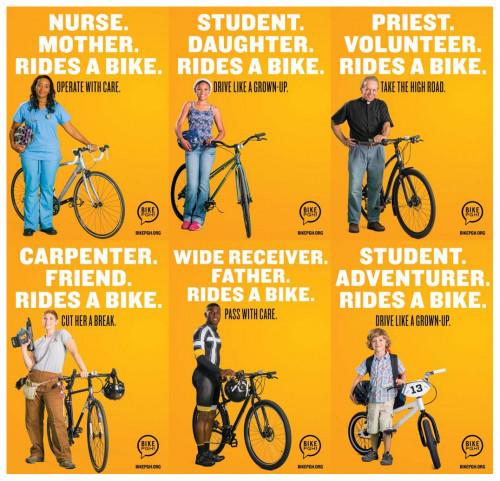 NURSE.
MOTHER.
RIDES A BIKE.
OPERATE WITH CARE.
BIKE
PGH!
BIKEPGH.ORG
STUDENT.
DAUGHTER.
RIDES A BIKE.
DRIVE LIKE A GROWN-UP.
BIKE
PGH!
BIKEPGH.ORG
PRIEST.
VOLUNTEER.
RIDES A BIKE.
TAKE THE HIGH ROAD.
BIKE
PGH!
BIKEPGH.ORG
CARPENTER.
FRIEND.
RIDES A BIKE.
CUT HER A BREAK.
BIKE
PGH!
BIKEPGH.ORG
WIDE RECEIVER.
FATHER.
RIDES A BIKE.
PASS WITH CARE.
BIKE
PGH!
BIKEPGH.ORG
STUDENT.
ADVENTURER.
RIDES A BIKE.
DRIVE LIKE A GROWN-UP.
13
BIKE
PGH!
BIKEPGH.ORG